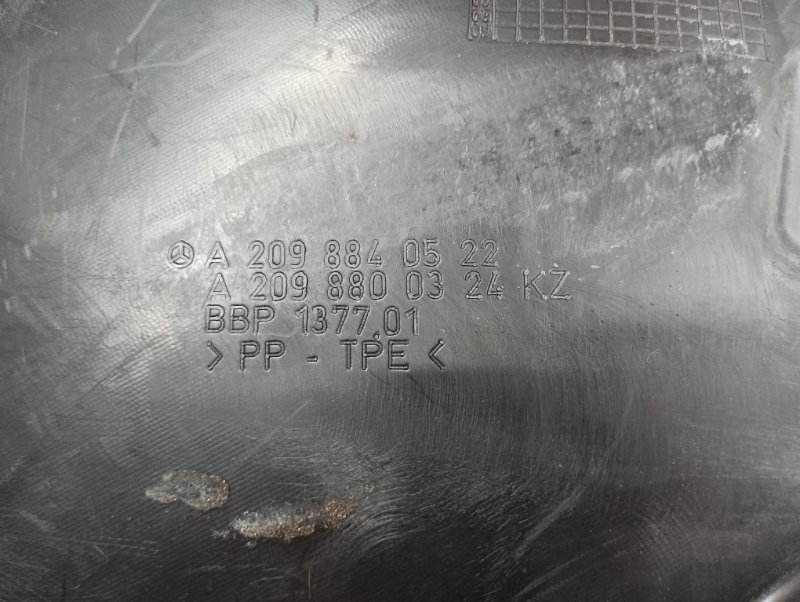 A 209 884 05 22
A 209 880 03 24 KZ
BBP 1377.01
> PP - TPE <